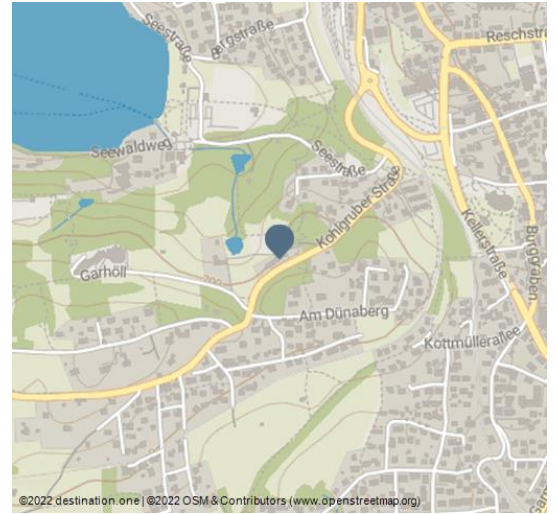 Seestraße
Bergstraße
Reschstra
Seewaldweg
Seestraße
Kohlgruber Straße
Kellerstraße
Burggraben
Garhöll
200
Am Dünaberg
Kottmüllerallee
©2022 destination.one | ©2022 OSM & Contributors (www.openstreetmap.org)